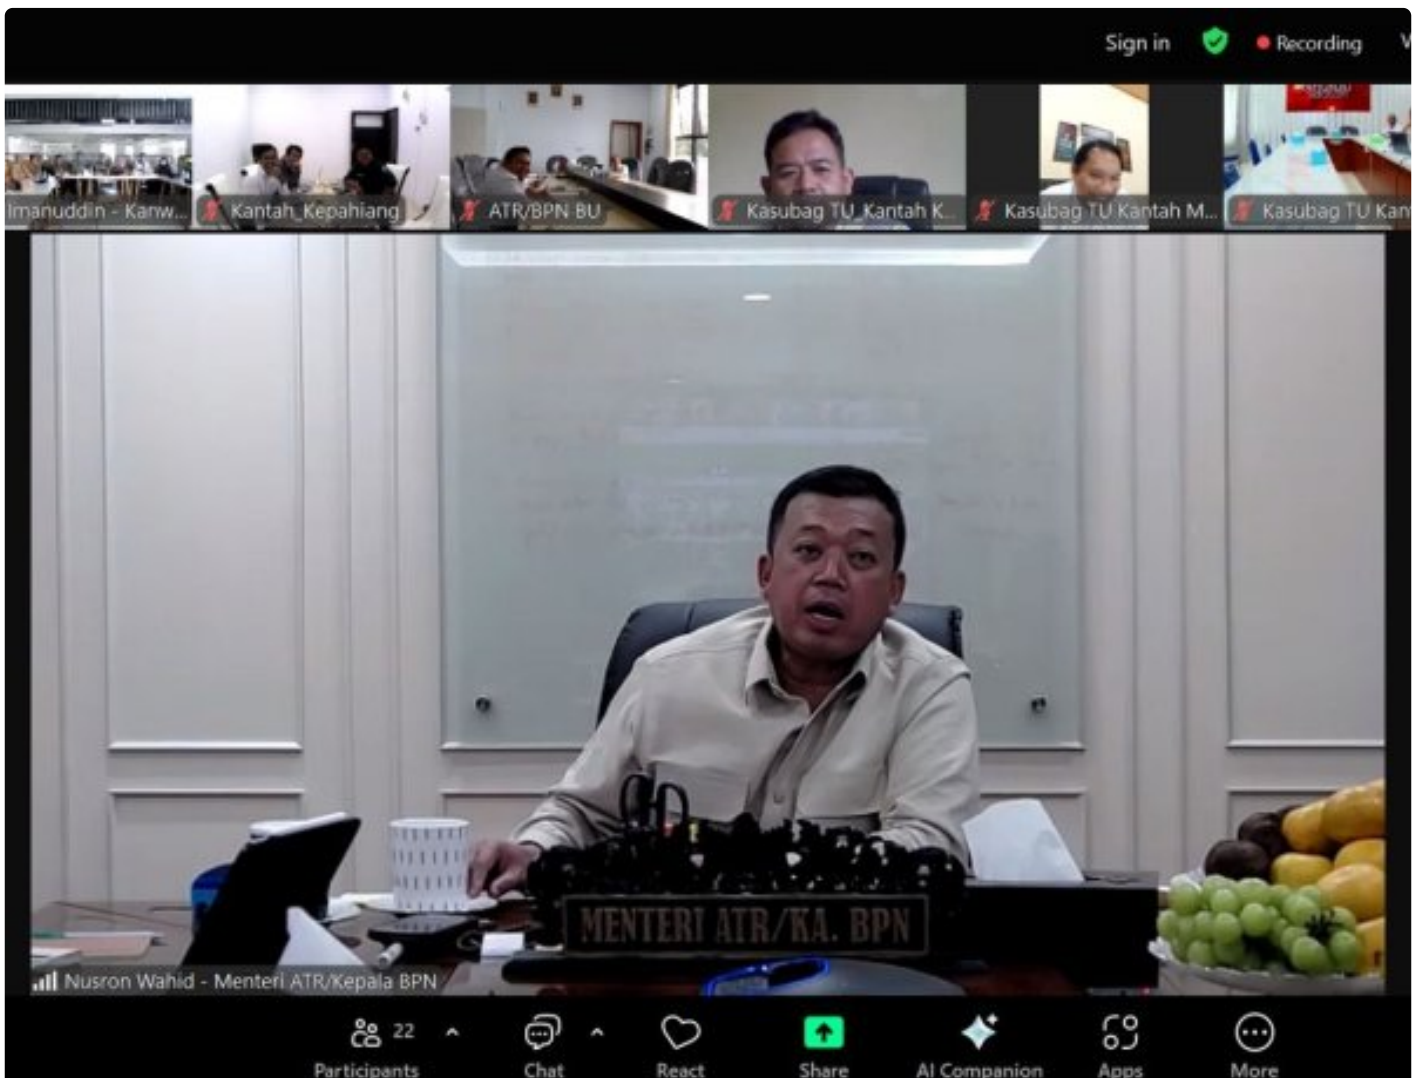 Sign in
Recording
Imanuddin - Kanw...
Kantah_Kepahiang
ATR/BPN BU
Kasubag TU_Kantah K...
Kasubag TU Kantah M...
Kasubag TU Kan
MENTERI ATR/KA. BPN
Nusron Wahid - Menteri ATR/Kepala BPN
22
Participants
Chat
React
Share
AI Companion
Apps
More